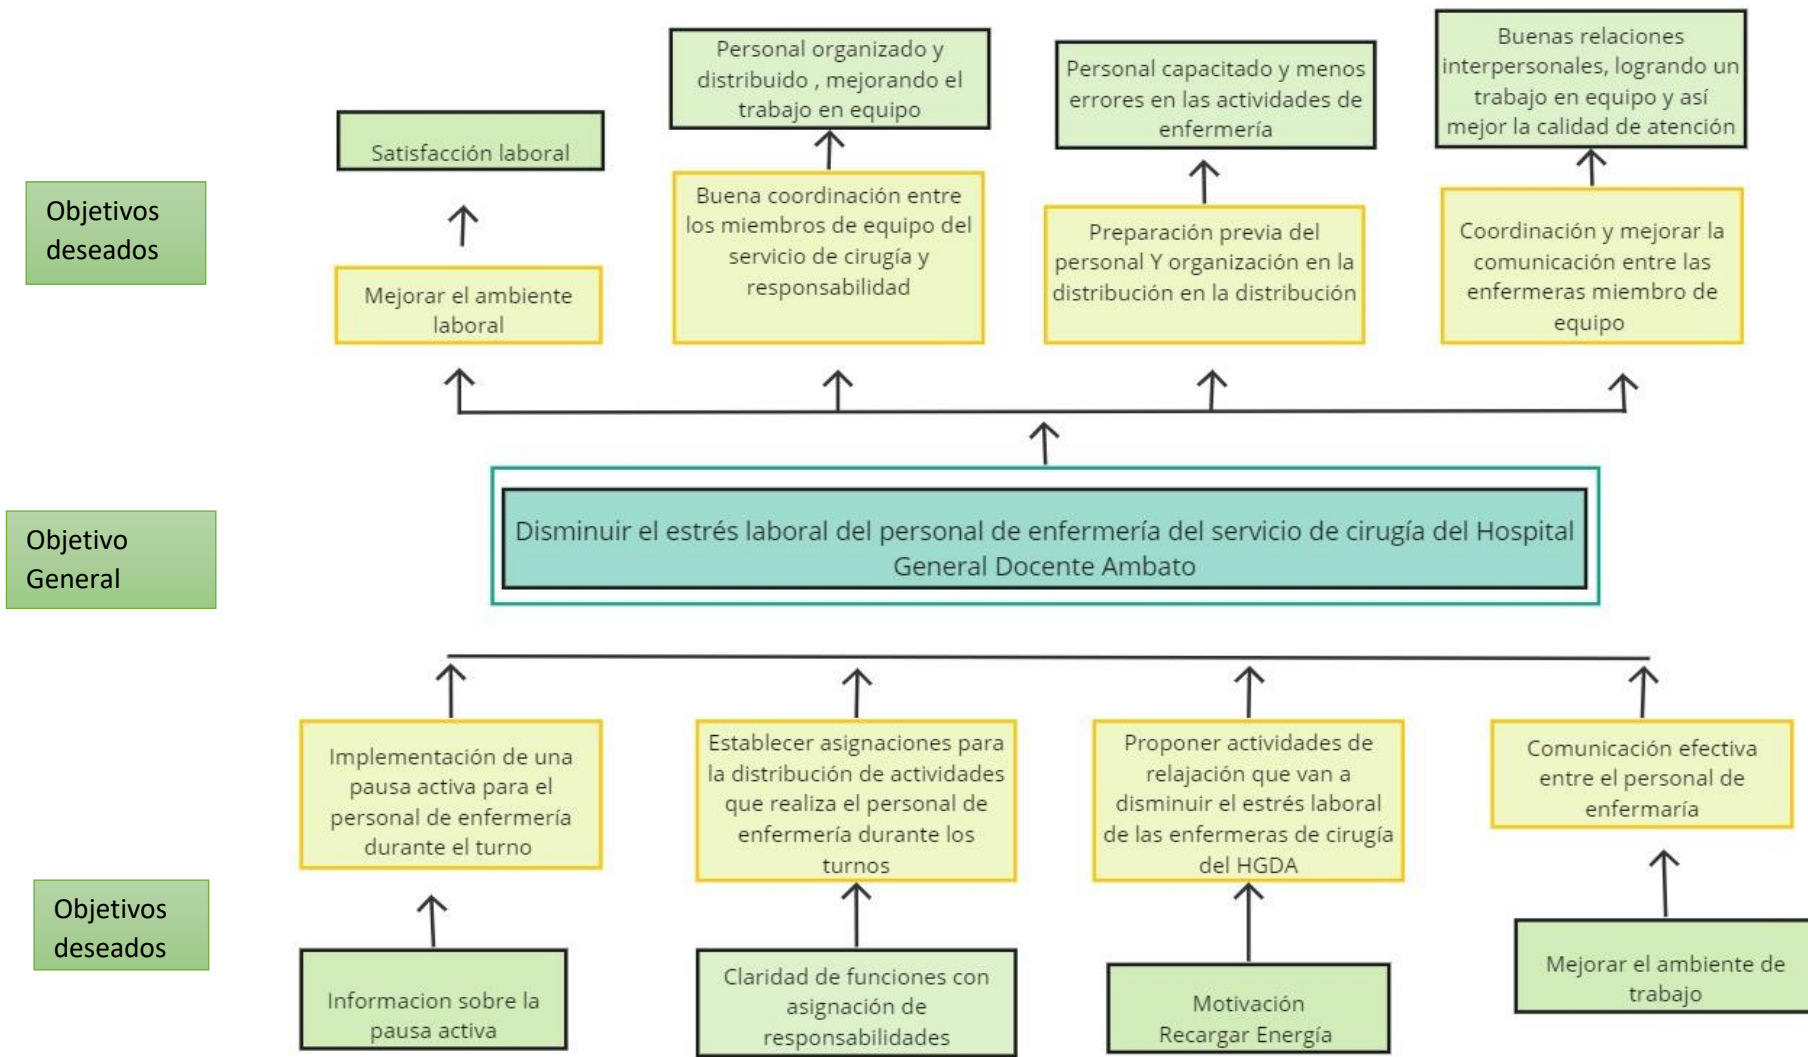 Personal organizado y
distribuido , mejorando el
trabajo en equipo
Personal capacitado y menos
errores en las actividades de
enfermería
Buenas relaciones
interpersonales, logrando un
trabajo en equipo y así
mejor la calidad de atención
Satisfacción laboral
Objetivos
deseados
Mejorar el ambiente
laboral
Buena coordinación entre
los miembros de equipo del
servicio de cirugía y
responsabilidad
Preparación previa del
personal Y organización en la
distribución en la distribución
Coordinación y mejorar la
comunicación entre las
enfermeras miembro de
equipo
Objetivo
General
Disminuir el estrés laboral del personal de enfermería del servicio de cirugía del Hospital
General Docente Ambato
Implementación de una
pausa activa para el
personal de enfermería
durante el turno
Establecer asignaciones para
la distribución de actividades
que realiza el personal de
enfermería durante los
turnos
Proponer actividades de
relajación que van a
disminuir el estrés laboral
de las enfermeras de cirugía
del HGDA
Comunicación efectiva
entre el personal de
enfermaría
Objetivos
deseados
Informacion sobre la
pausa activa
Claridad de funciones con
asignación de
responsabilidades
Motivación
Recargar Energía
Mejorar el ambiente de
trabajo